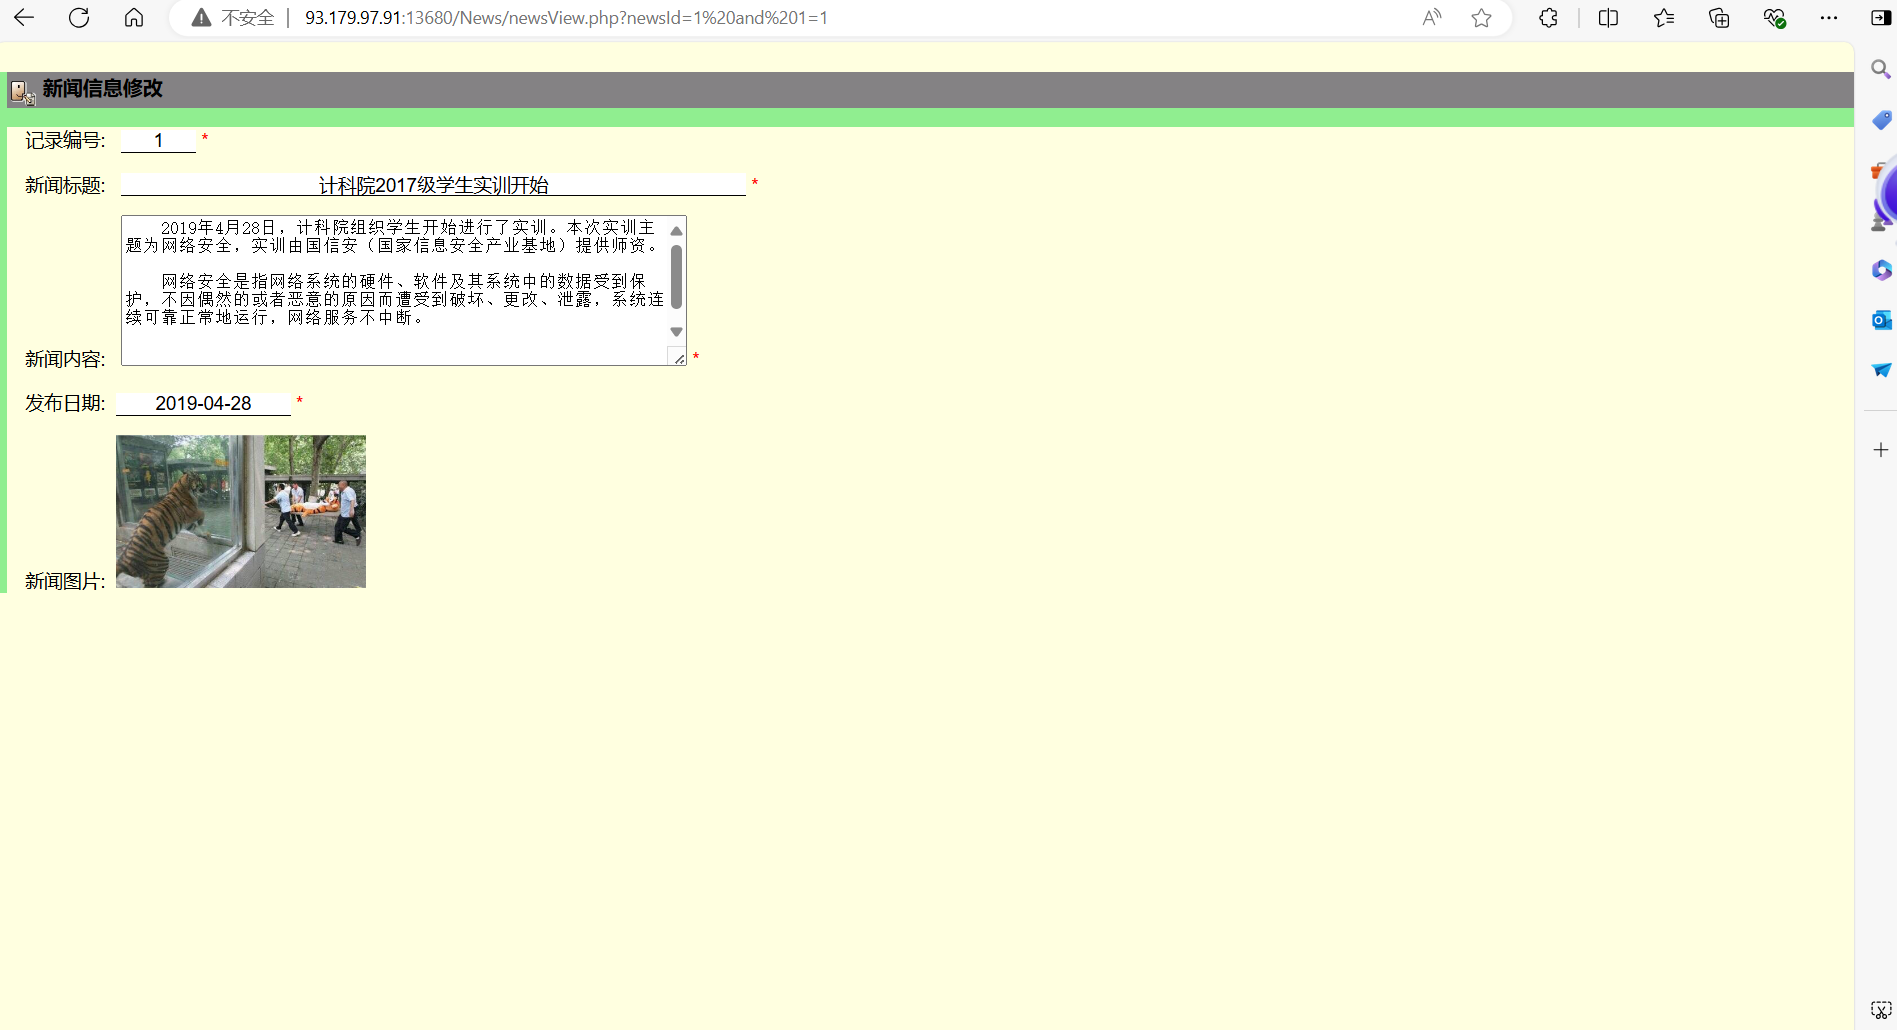 不安全 | 93.179.97.91:13680/News/newsView.php?newsId=1%20and%201=1
新闻信息修改
记录编号: 1 *
新闻标题: 计科院2017级学生实训开始 *
2019年4月28日，计科院组织学生开始进行了实训。本次实训主
题为网络安全，实训由国信安（国家信息安全产业基地）提供师资。
网络安全是指网络系统的硬件、软件及其系统中的数据受到保
护，不因偶然的或者恶意的原因而遭受到破坏、更改、泄露，系统连
续可靠正常地运行，网络服务不中断。
新闻内容: *
发布日期: 2019-04-28 *
新闻图片: